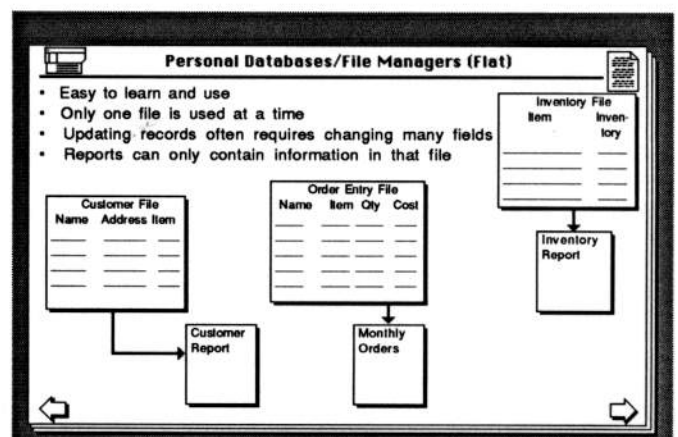 Personal Databases/File Managers (Flat)
• Easy to learn and use
• Only one file is used at a time
• Updating records often requires changing many fields
• Reports can only contain information in that file
Inventory File
Item Inven-
tory
Customer File
Name Address Item
Order Entry File
Name Item Qty Cost
Inventory
Report
Customer
Report
Monthly
Orders